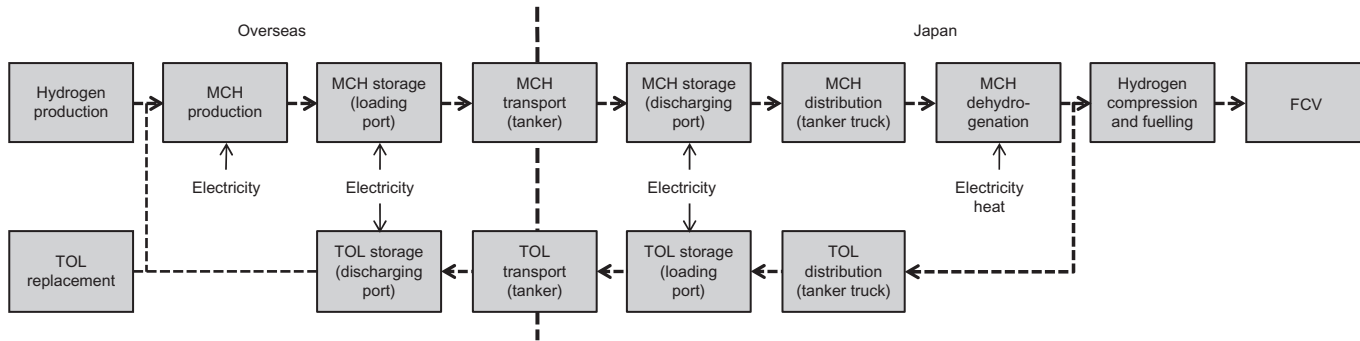 Overseas
Japan
Hydrogen
production
MCH
production
MCH storage
(loading
port)
MCH
transport
(tanker)
MCH storage
(discharging
port)
MCH
distribution
(tanker truck)
MCH
dehydro-
genation
Hydrogen
compression
and fuelling
FCV
Electricity
Electricity
Electricity
Electricity
heat
TOL
replacement
TOL storage
(discharging
port)
TOL
transport
(tanker)
TOL storage
(loading
port)
TOL
distribution
(tanker truck)